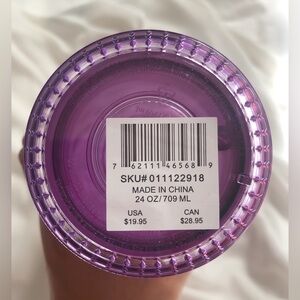 7 62111 46568 9
SKU# 011122918
MADE IN CHINA
24 OZ/709 ML
USA CAN
$19.95 $28.95